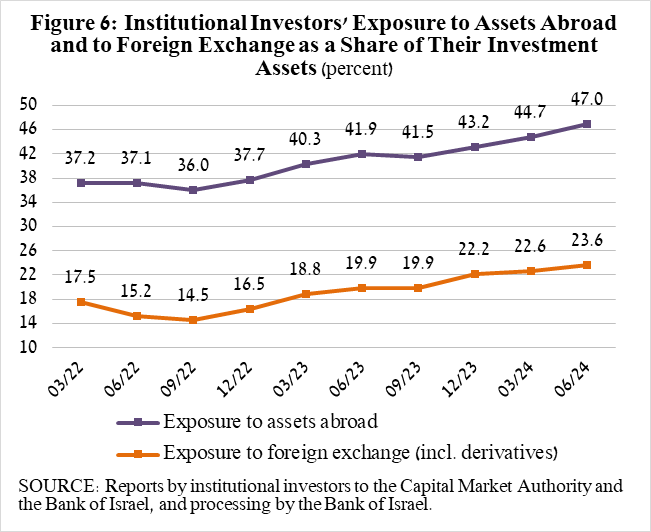 Figure 6: Institutional Investors' Exposure to Assets Abroad
and to Foreign Exchange as a Share of Their Investment
Assets (percent)
50
46
42
38
34
30
26
22
18
14
10
37.2 37.1 36.0 37.7 40.3 41.9 41.5 43.2 44.7 47.0
17.5 15.2 14.5 16.5 18.8 19.9 19.9 22.2 22.6 23.6
03/22 06/22 09/22 12/22 03/23 06/23 09/23 12/23 03/24 06/24
Exposure to assets abroad
Exposure to foreign exchange (incl. derivatives)
SOURCE: Reports by institutional investors to the Capital Market Authority and
the Bank of Israel, and processing by the Bank of Israel.